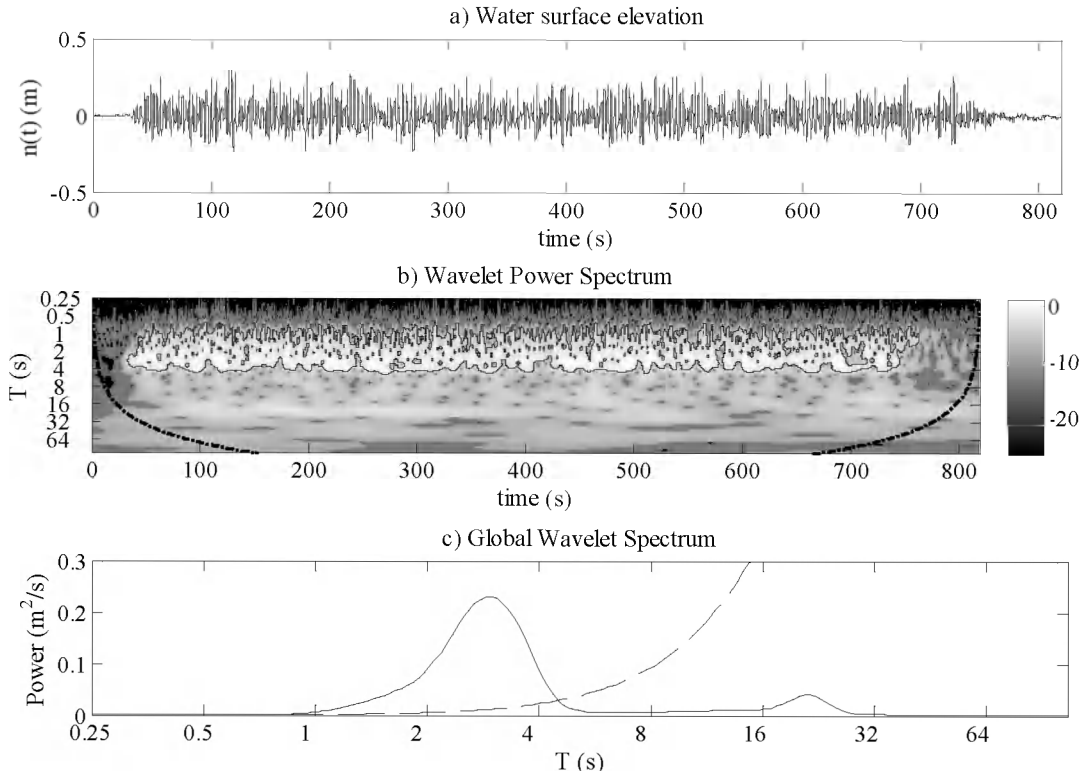 a) Water surface elevation
0.5
0
-0.5
n(t) (m)
0 100 200 300 400 500 600 700 800
time (s)
b) Wavelet Power Spectrum
0.25
0.5
1
2
4
8
16
32
64
T (s)
0 100 200 300 400 500 600 700 800
time (s)
0
-10
-20
c) Global Wavelet Spectrum
0.3
0.2
0.1
0
Power (m²/s)
0.25 0.5 1 2 4 8 16 32 64
T (s)